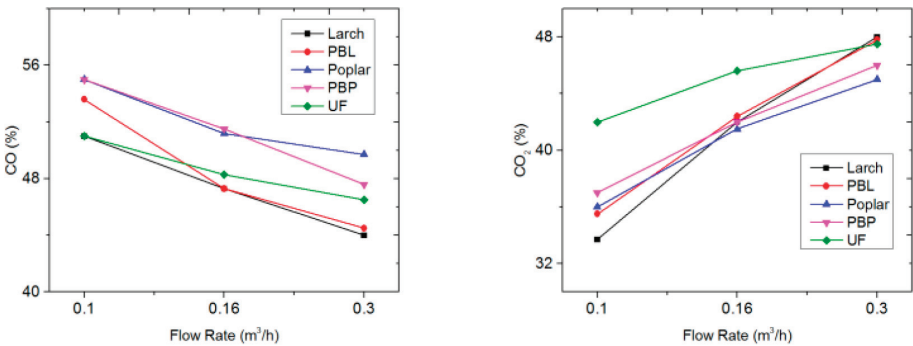 56
48
40
CO (%)
Larch
PBL
Poplar
PBP
UF
0.1 0.16 0.3
Flow Rate (m³/h)
48
40
32
CO₂ (%)
Larch
PBL
Poplar
PBP
UF
0.1 0.16 0.3
Flow Rate (m³/h)